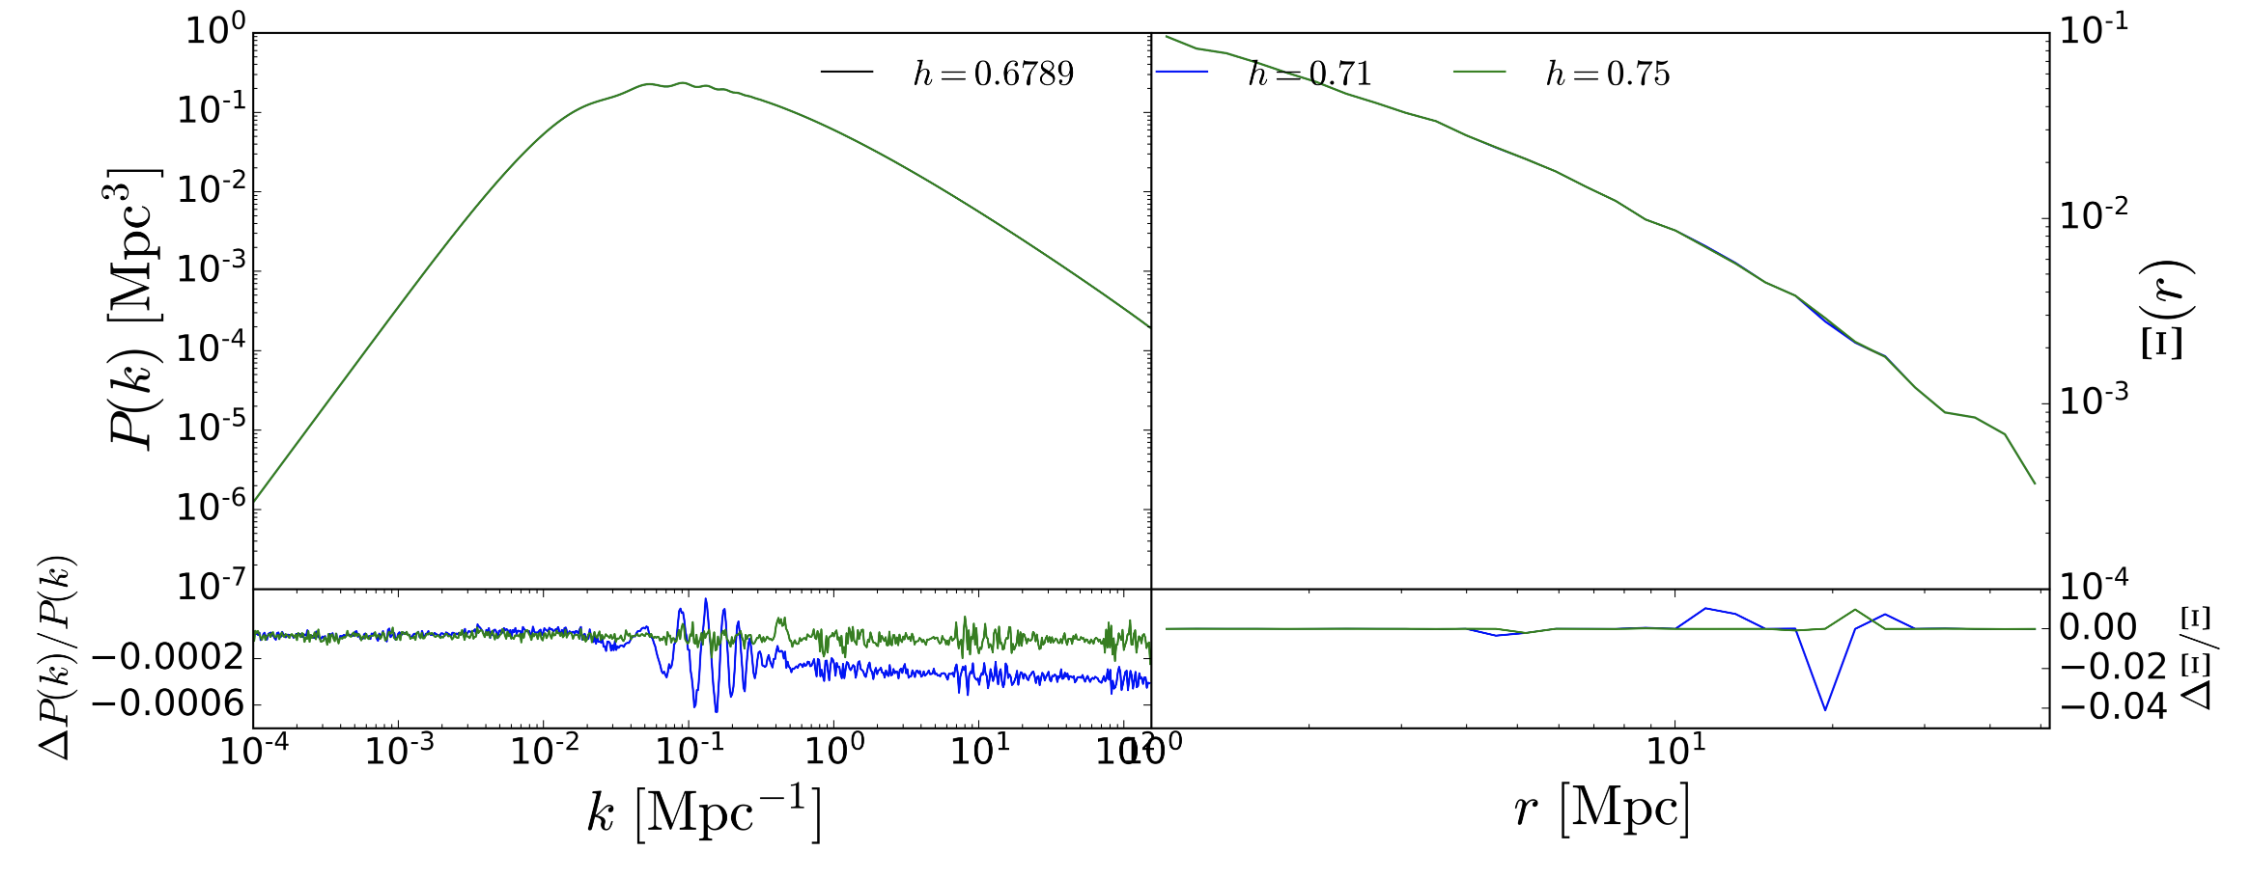 10^0
10^-1
10^-2
10^-3
10^-4
10^-5
10^-6
10^-7
P(k) [Mpc^3]
h = 0.6789
h = 0.71
h = 0.75
10^-1
10^-2
10^-3
10^-4
Ξ(r)
ΔP(k)/P(k)
−0.0002
−0.0006
0.00
−0.02
−0.04
ΔΞ/Ξ
10^-4 10^-3 10^-2 10^-1 10^0 10^1 10^2
10^0 10^1
k [Mpc^−1]
r [Mpc]